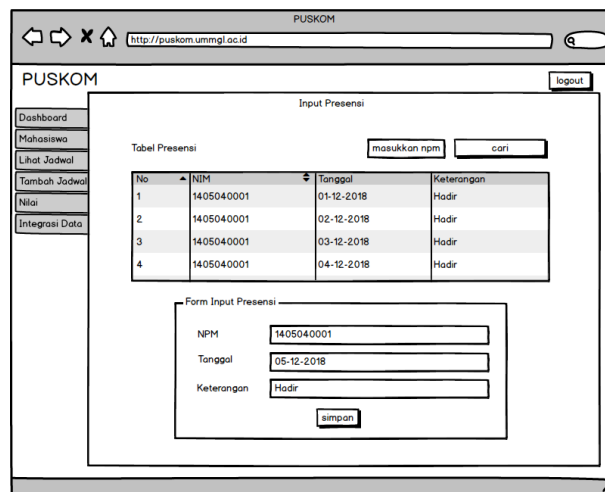 PUSKOM
http://puskom.ummgl.ac.id
PUSKOM
logout
Input Presensi
Dashboard
Mahasiswa
Lihat Jadwal
Tambah Jadwal
Nilai
Integrasi Data
Tabel Presensi
masukkan npm
cari
No NIM Tanggal Keterangan
1 1405040001 01-12-2018 Hadir
2 1405040001 02-12-2018 Hadir
3 1405040001 03-12-2018 Hadir
4 1405040001 04-12-2018 Hadir
Form Input Presensi
NPM 1405040001
Tanggal 05-12-2018
Keterangan Hadir
simpan